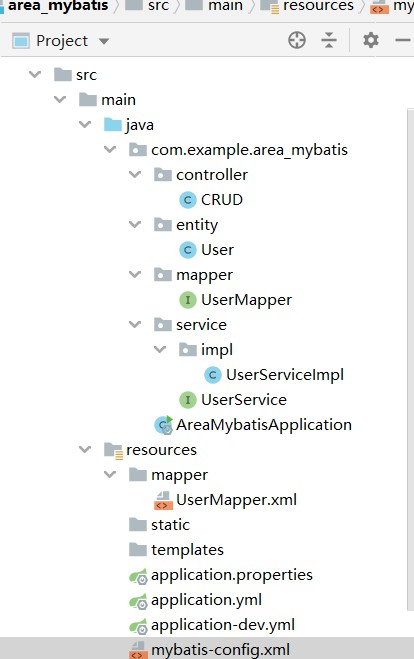 area_mybatis src main resources my
Project
src
main
java
com.example.area_mybatis
controller
C CRUD
entity
C User
mapper
I UserMapper
service
impl
C UserServiceImpl
I UserService
C AreaMybatisApplication
resources
mapper
UserMapper.xml
static
templates
application.properties
application.yml
application-dev.yml
mybatis-config.xml